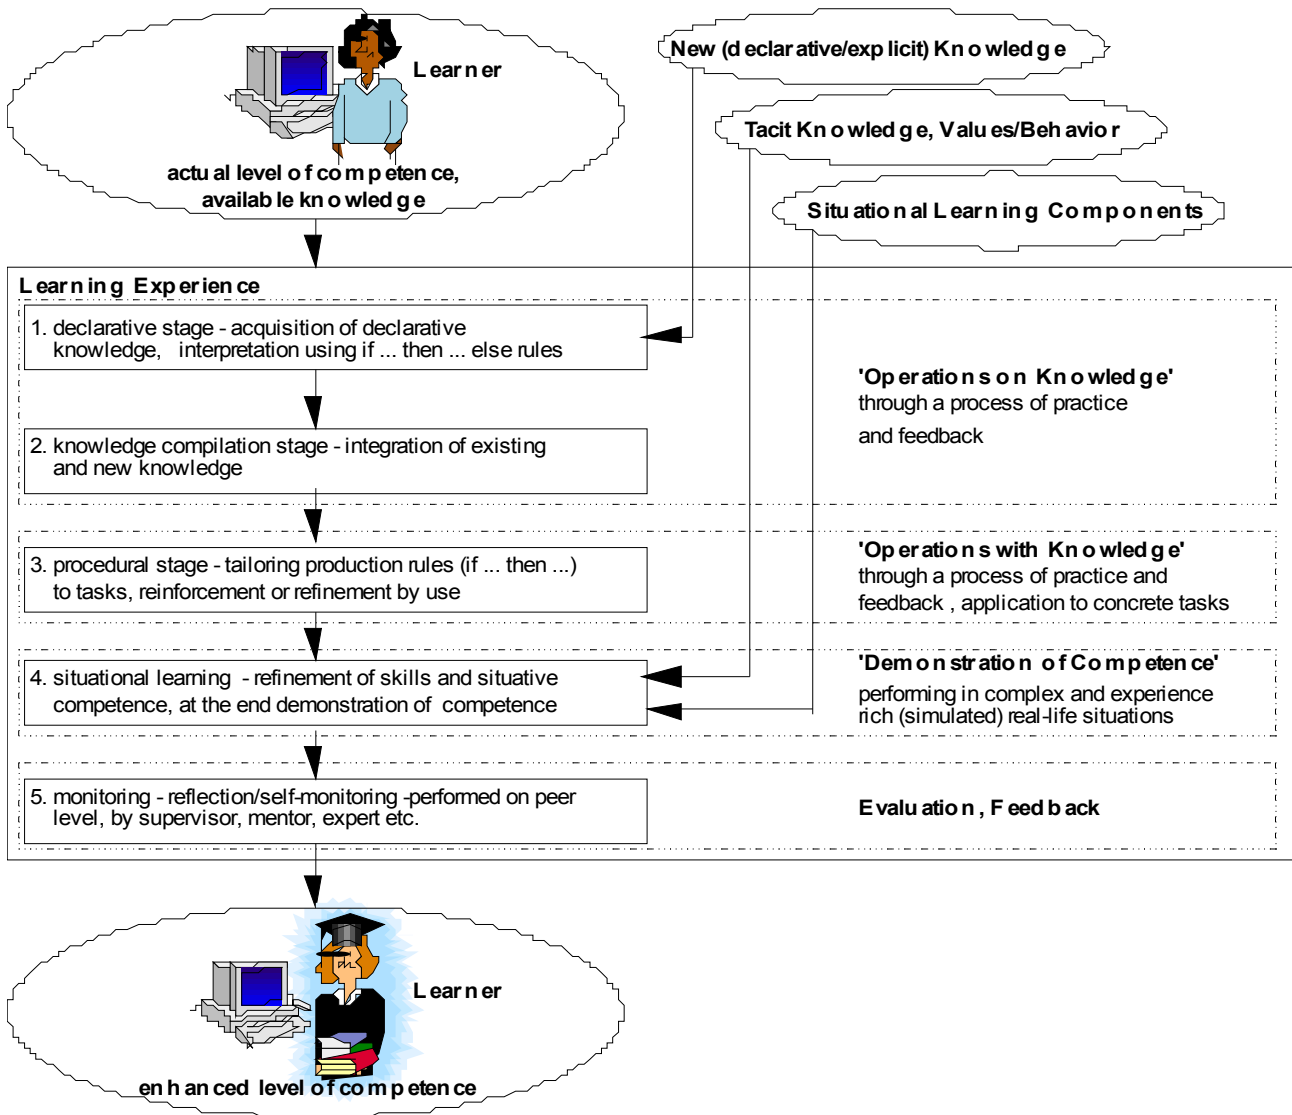 Learner
actual level of competence,
available knowledge
New (declarative/explicit) Knowledge
Tacit Knowledge, Values/Behavior
Situational Learning Components
Learning Experience
1. declarative stage - acquisition of declarative
knowledge, interpretation using if ... then ... else rules
2. knowledge compilation stage - integration of existing
and new knowledge
'Operations on Knowledge'
through a process of practice
and feedback
3. procedural stage - tailoring production rules (if ... then ...)
to tasks, reinforcement or refinement by use
'Operations with Knowledge'
through a process of practice and
feedback , application to concrete tasks
4. situational learning - refinement of skills and situative
competence, at the end demonstration of competence
'Demonstration of Competence'
performing in complex and experience
rich (simulated) real-life situations
5. monitoring - reflection/self-monitoring -performed on peer
level, by supervisor, mentor, expert etc.
Evaluation, Feedback
Learner
enhanced level of competence